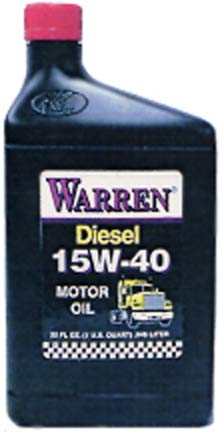 WARREN®
Diesel
15W-40
MOTOR
OIL
32 FL. OZ. (1 U.S. QUART) .946 LITER